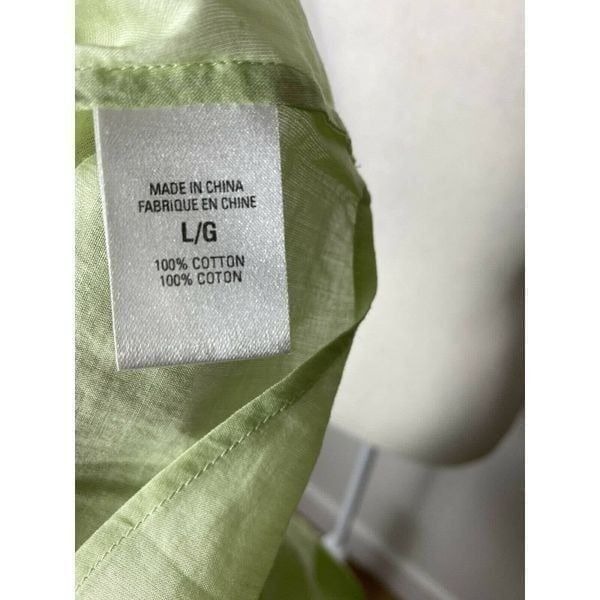 MADE IN CHINA
FABRIQUE EN CHINE
L/G
100% COTTON
100% COTON